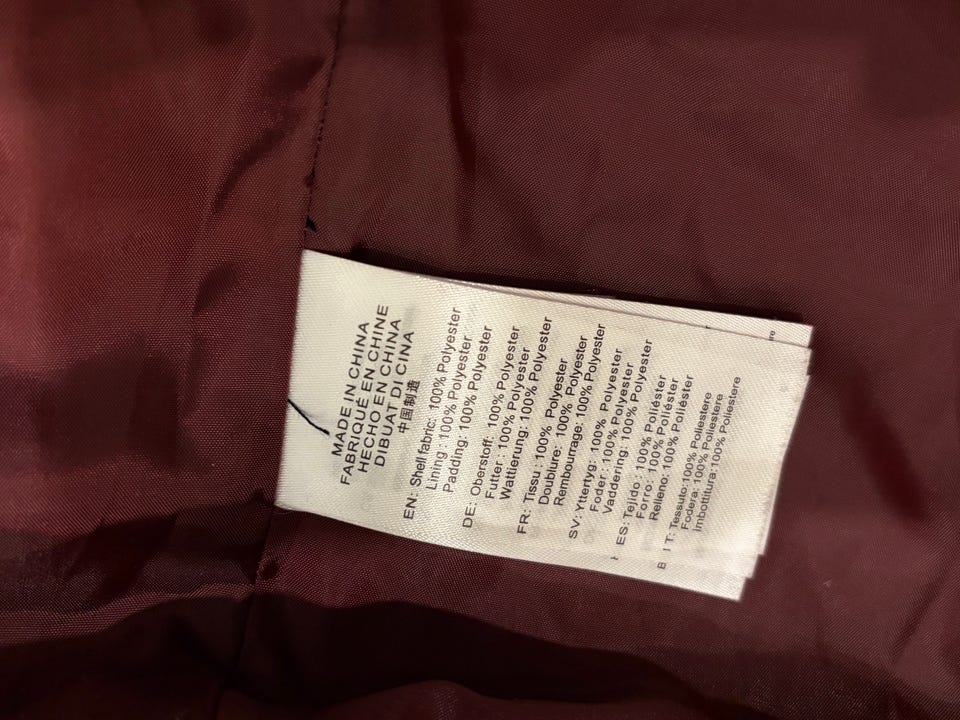 MADE IN CHINA
FABRIQUÉ EN CHINE
HECHO EN CHINA
DIBUAT DI CINA
中国制造
EN: Shell fabric: 100% Polyester
Lining : 100% Polyester
Padding: 100% Polyester
DE: Oberstoff: 100% Polyester
Futter : 100% Polyester
Wattierung: 100% Polyester
FR: Tissu : 100% Polyester
Doublure: 100% Polyester
Rembourrage: 100% Polyester
SV: Yttertyg: 100% Polyester
Foder: 100% Polyester
Vaddering: 100% Polyester
ES: Tejido : 100% Poliéster
Forro: 100% Poliéster
Relleno: 100% Poliéster
IT: Tessuto:100% Poliestere
Fodera: 100% Poliestere
Imbottitura:100% Poliestere